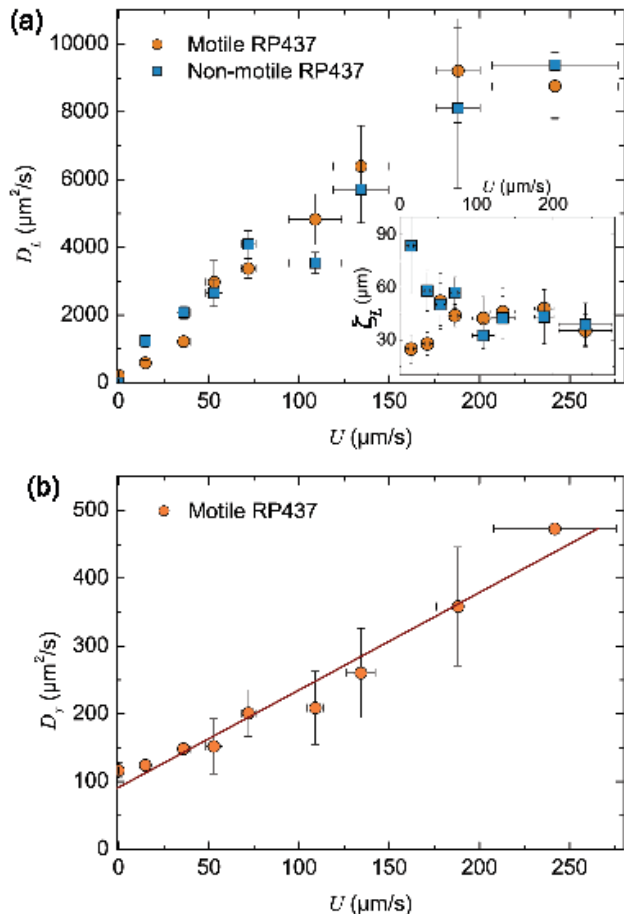 (a)
Motile RP437
Non-motile RP437
10000
8000
6000
4000
2000
0
D_L (µm²/s)
0 50 100 150 200 250
U (µm/s)
0 100 200
U (µm/s)
90
60
30
ξ_L (µm)
(b)
Motile RP437
500
400
300
200
100
0
D_y (µm²/s)
0 50 100 150 200 250
U (µm/s)